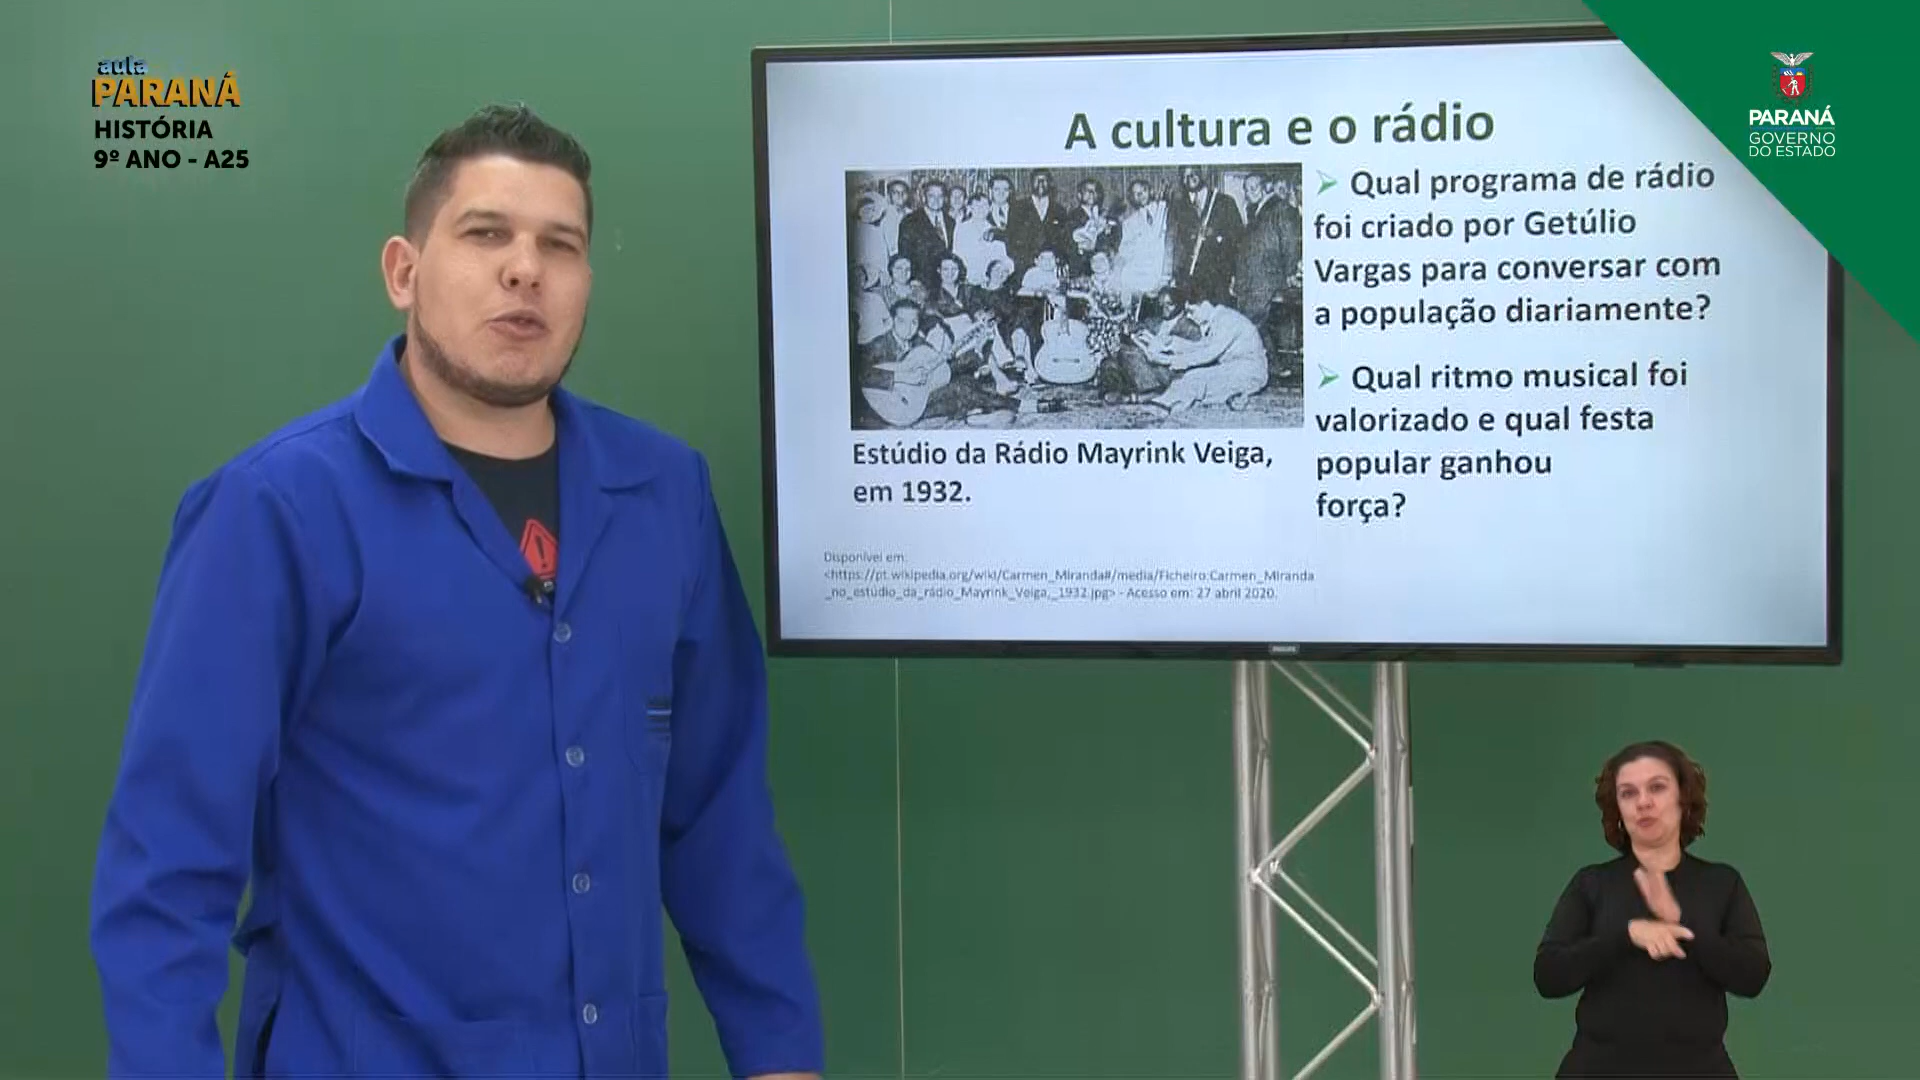 aula
PARANÁ
HISTÓRIA
9º ANO - A25
PARANÁ
GOVERNO
DO ESTADO
A cultura e o rádio
Qual programa de rádio
foi criado por Getúlio
Vargas para conversar com
a população diariamente?
Qual ritmo musical foi
valorizado e qual festa
popular ganhou
força?
Estúdio da Rádio Mayrink Veiga,
em 1932.
Disponível em:
<https://pt.wikipedia.org/wiki/Carmen_Miranda#/media/Ficheiro:Carmen_Miranda
_no_estúdio_da_rádio_Mayrink_Veiga,_1932.jpg> - Acesso em: 27 abril 2020.
PHILIPS